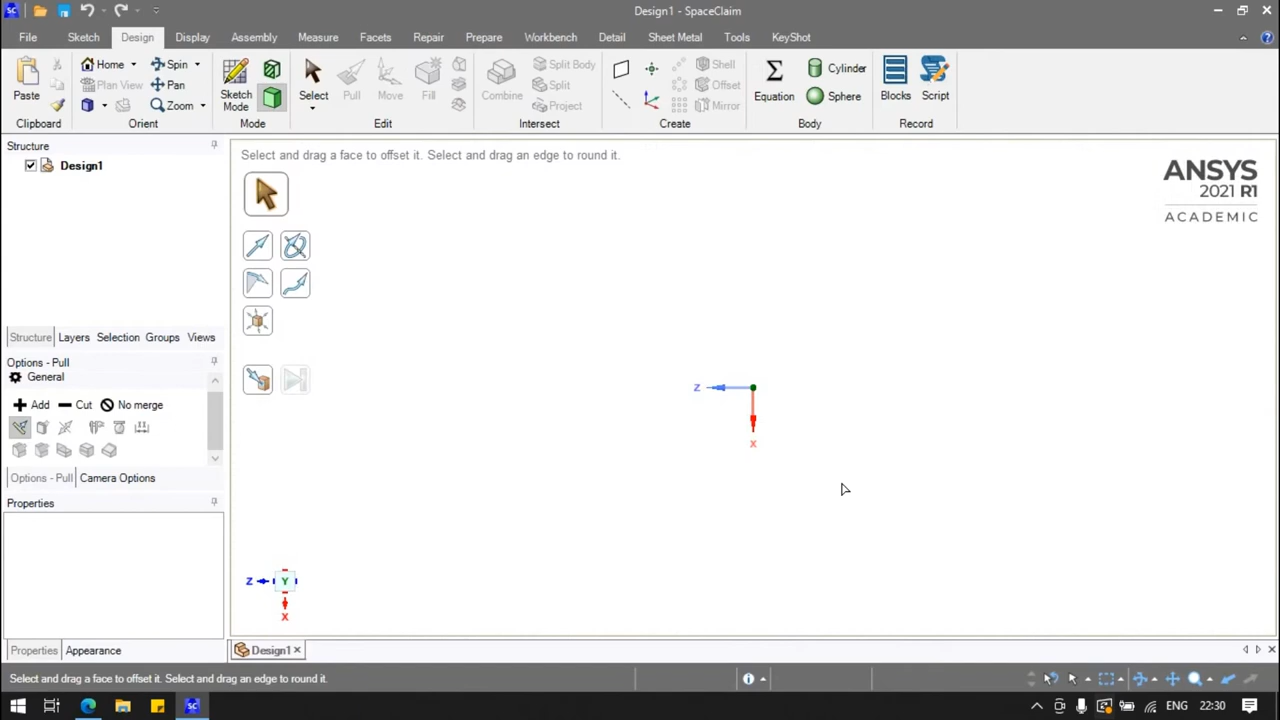 Design1 - SpaceClaim
File Sketch Design Display Assembly Measure Facets Repair Prepare Workbench Detail Sheet Metal Tools KeyShot
Paste
Clipboard
Home Spin
Plan View Pan
Zoom
Orient
Sketch
Mode
Mode
Select Pull Move Fill
Edit
Combine
Split Body
Split
Project
Intersect
Shell
Offset
Mirror
Create
Equation
Cylinder
Sphere
Body
Blocks Script
Record
Structure
Design1
Structure Layers Selection Groups Views
Options - Pull
General
Add Cut No merge
Options - Pull Camera Options
Properties
Properties Appearance
Select and drag a face to offset it. Select and drag an edge to round it.
ANSYS
2021 R1
ACADEMIC
Z
X
Z Y
X
Design1
Select and drag a face to offset it. Select and drag an edge to round it.
SC ENG 22:30